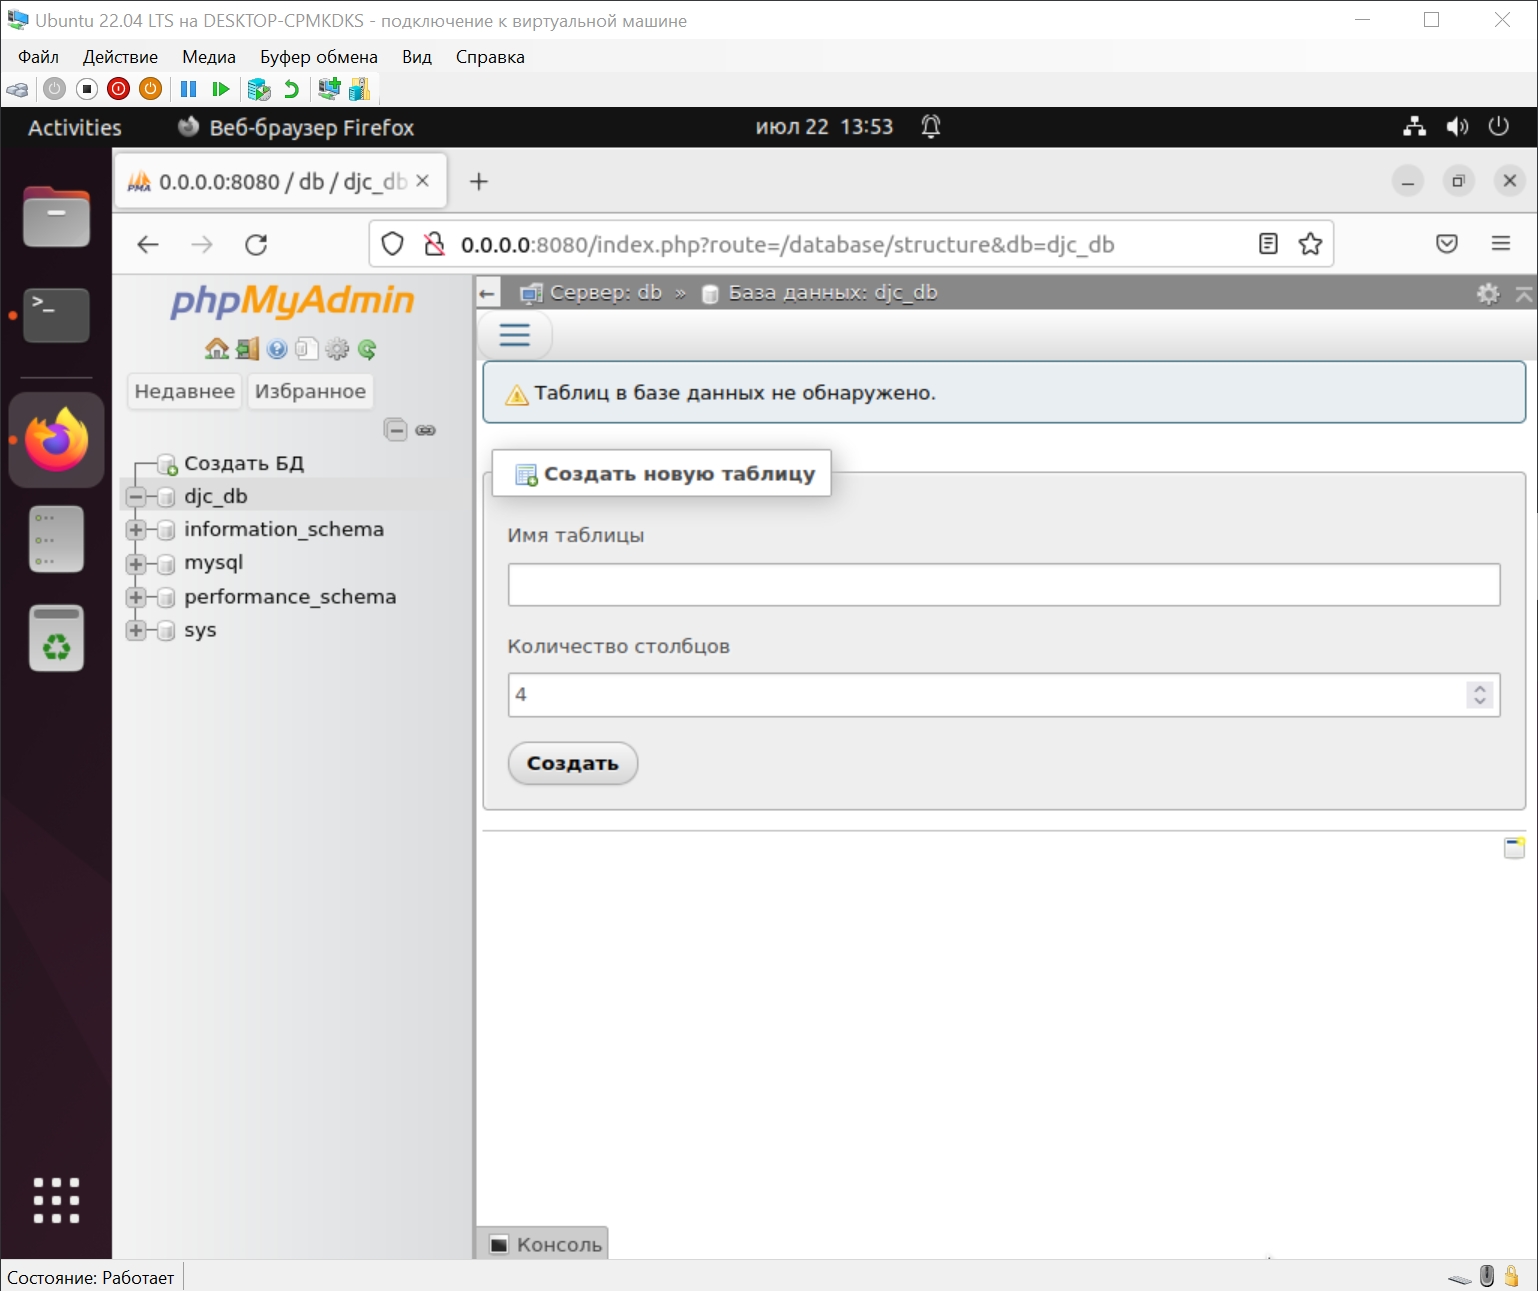 Ubuntu 22.04 LTS на DESKTOP-CPMKDKS - подключение к виртуальной машине
Файл Действие Медиа Буфер обмена Вид Справка
Activities Веб-браузер Firefox июл 22 13:53
0.0.0.0:8080 / db / djc_db
0.0.0.0:8080/index.php?route=/database/structure&db=djc_db
phpMyAdmin
Недавнее Избранное
Создать БД
djc_db
information_schema
mysql
performance_schema
sys
Сервер: db » База данных: djc_db
Таблиц в базе данных не обнаружено.
Создать новую таблицу
Имя таблицы
Количество столбцов
4
Создать
Консоль
Состояние: Работает